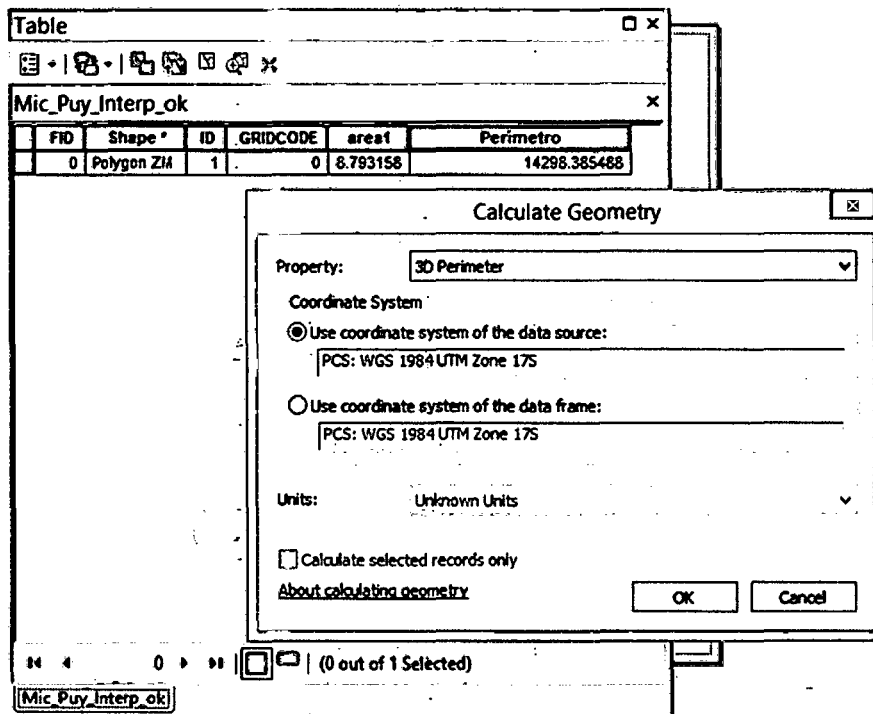 Table
Mic_Puy_Interp_ok
FID Shape * ID GRIDCODE area1 Perimetro
0 Polygon ZM 1 0 8.793158 14298.385488
Calculate Geometry
Property: 3D Perimeter
Coordinate System
Use coordinate system of the data source:
PCS: WGS 1984 UTM Zone 17S
Use coordinate system of the data frame:
PCS: WGS 1984 UTM Zone 17S
Units: Unknown Units
Calculate selected records only
About calculating geometry
OK Cancel
0 (0 out of 1 Selected)
Mic_Puy_Interp_ok